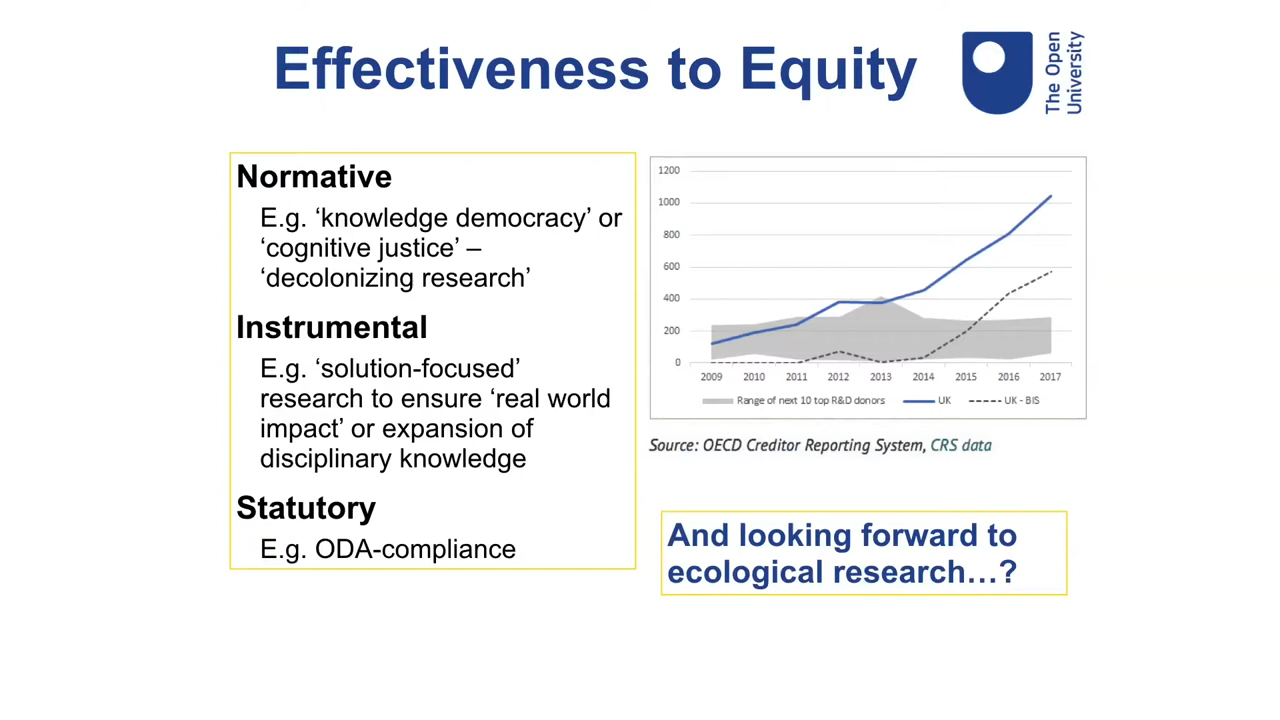 Effectiveness to Equity
The Open
University
Normative
E.g. ‘knowledge democracy’ or
‘cognitive justice’ –
‘decolonizing research’
Instrumental
E.g. ‘solution-focused’
research to ensure ‘real world
impact’ or expansion of
disciplinary knowledge
Statutory
E.g. ODA-compliance
1200
1000
800
600
400
200
0
2009 2010 2011 2012 2013 2014 2015 2016 2017
Range of next 10 top R&D donors UK UK - BIS
Source: OECD Creditor Reporting System, CRS data
And looking forward to
ecological research…?